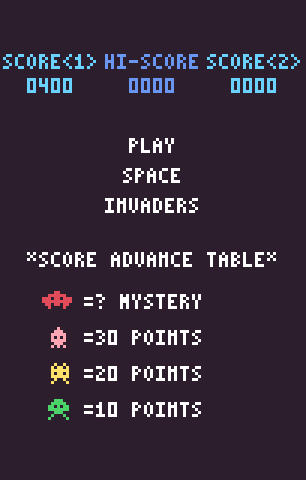 SCORE<1> HI-SCORE SCORE<2>
0400 0000 0000
PLAY
SPACE
INVADERS
*SCORE ADVANCE TABLE*
=? MYSTERY
=30 POINTS
=20 POINTS
=10 POINTS